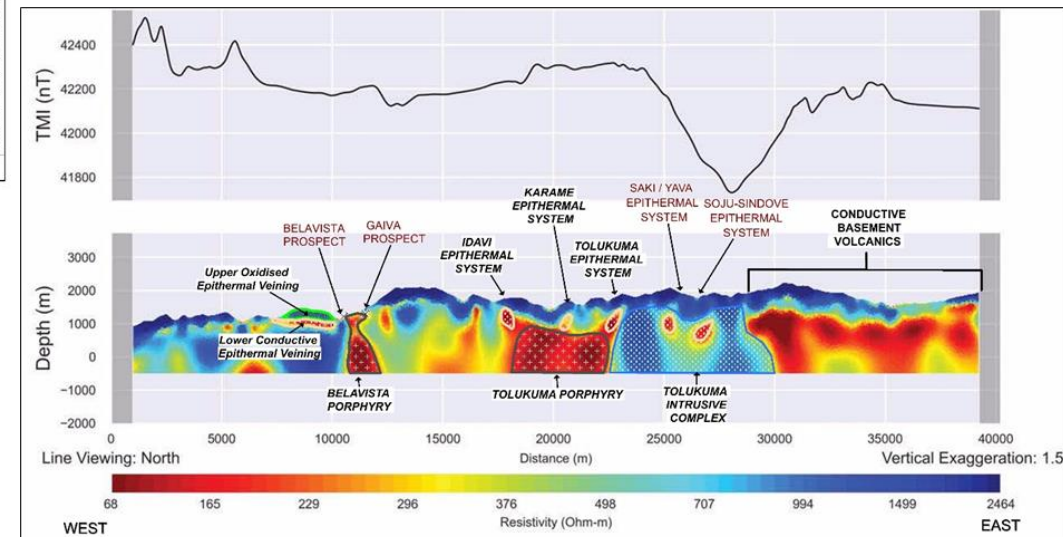 TMI (nT)
42400
42200
42000
41800
KARAME
EPITHERMAL
SYSTEM
SAKI / YAVA
EPITHERMAL
SYSTEM
SOJU-SINDOVE
EPITHERMAL
SYSTEM
CONDUCTIVE
BASEMENT
VOLCANICS
BELAVISTA
PROSPECT
GAIVA
PROSPECT
IDAVI
EPITHERMAL
SYSTEM
TOLUKUMA
EPITHERMAL
SYSTEM
Upper Oxidised
Epithermal Veining
Lower Conductive
Epithermal Veining
Depth (m)
3000
2000
1000
0
−1000
−2000
BELAVISTA
PORPHYRY
TOLUKUMA PORPHYRY
TOLUKUMA
INTRUSIVE
COMPLEX
0 5000 10000 15000 20000 25000 30000 35000 40000
Line Viewing: North Distance (m) Vertical Exaggeration: 1.5
68 165 229 296 376 498 707 994 1499 2464
Resistivity (Ohm-m)
WEST EAST